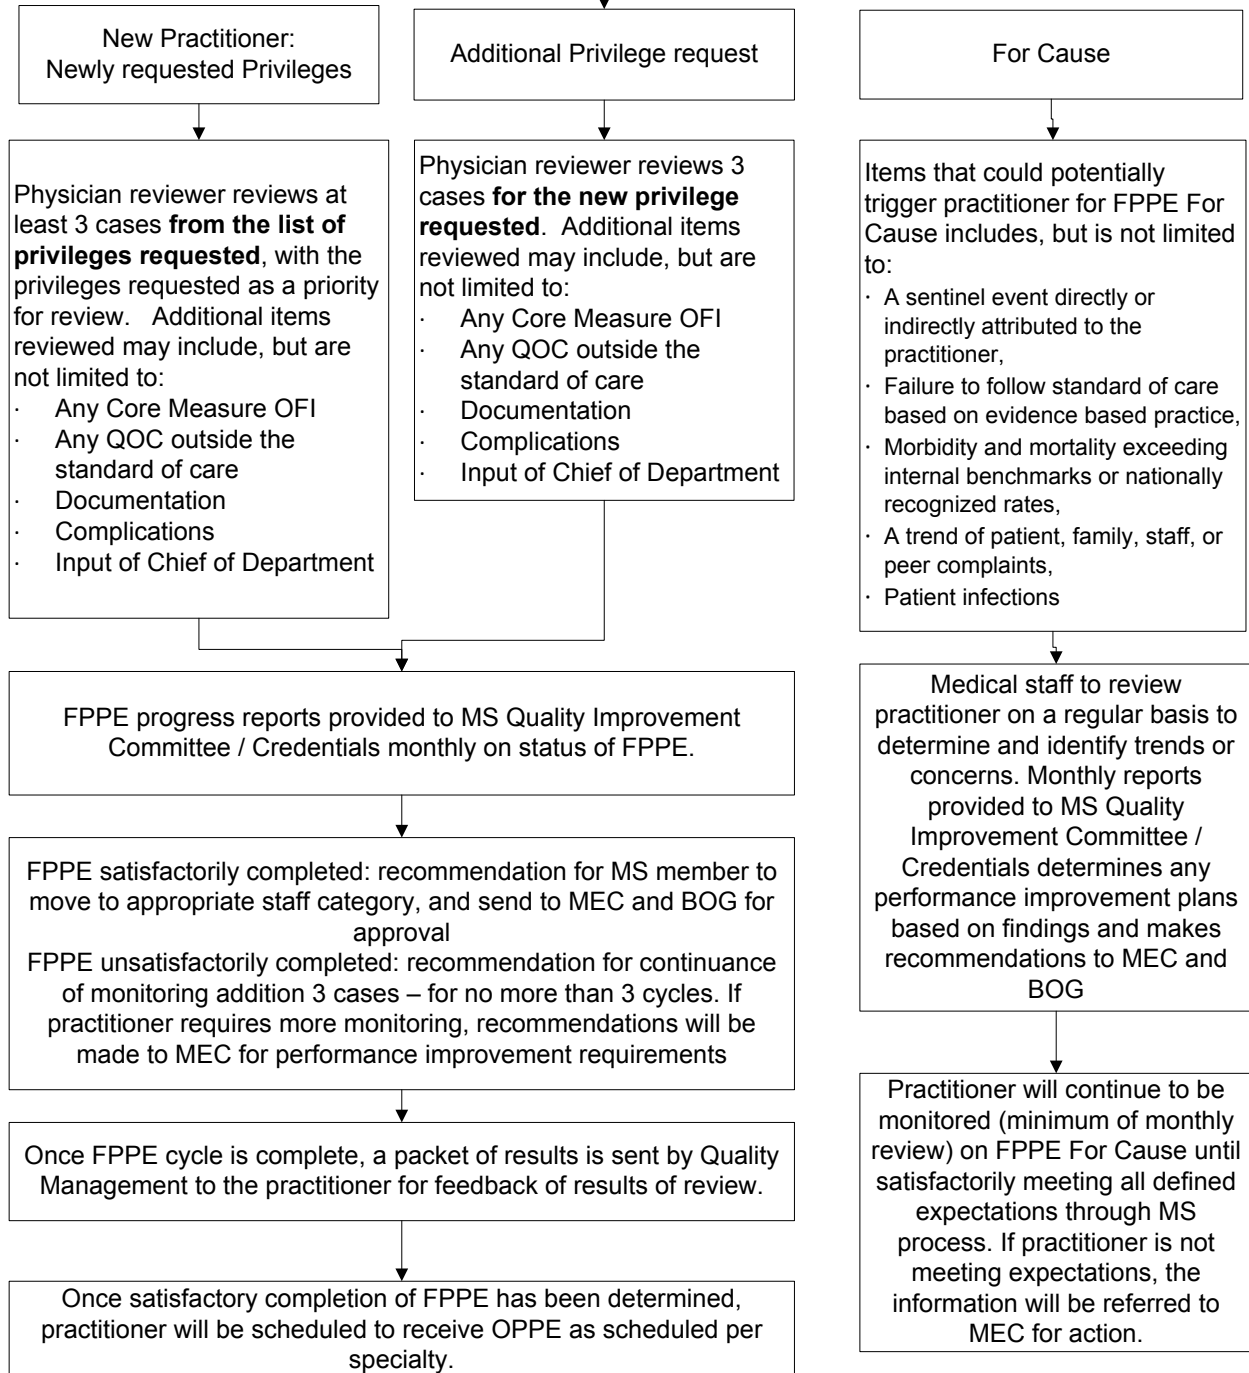 New Practitioner:
Newly requested Privileges
Additional Privilege request
For Cause
Physician reviewer reviews at
least 3 cases from the list of
privileges requested, with the
privileges requested as a priority
for review.   Additional items
reviewed may include, but are
not limited to:
· Any Core Measure OFI
· Any QOC outside the
standard of care
· Documentation
· Complications
· Input of Chief of Department
Physician reviewer reviews 3
cases for the new privilege
requested.  Additional items
reviewed may include, but are
not limited to:
· Any Core Measure OFI
· Any QOC outside the
standard of care
· Documentation
· Complications
· Input of Chief of Department
Items that could potentially
trigger practitioner for FPPE For
Cause includes, but is not limited
to:
· A sentinel event directly or
indirectly attributed to the
practitioner,
· Failure to follow standard of care
based on evidence based practice,
· Morbidity and mortality exceeding
internal benchmarks or nationally
recognized rates,
· A trend of patient, family, staff, or
peer complaints,
· Patient infections
FPPE progress reports provided to MS Quality Improvement
Committee / Credentials monthly on status of FPPE.
FPPE satisfactorily completed: recommendation for MS member to
move to appropriate staff category, and send to MEC and BOG for
approval
FPPE unsatisfactorily completed: recommendation for continuance
of monitoring addition 3 cases – for no more than 3 cycles. If
practitioner requires more monitoring, recommendations will be
made to MEC for performance improvement requirements
Once FPPE cycle is complete, a packet of results is sent by Quality
Management to the practitioner for feedback of results of review.
Once satisfactory completion of FPPE has been determined,
practitioner will be scheduled to receive OPPE as scheduled per
specialty.
Medical staff to review
practitioner on a regular basis to
determine and identify trends or
concerns. Monthly reports
provided to MS Quality
Improvement Committee /
Credentials determines any
performance improvement plans
based on findings and makes
recommendations to MEC and
BOG
Practitioner will continue to be
monitored (minimum of monthly
review) on FPPE For Cause until
satisfactorily meeting all defined
expectations through MS
process. If practitioner is not
meeting expectations, the
information will be referred to
MEC for action.